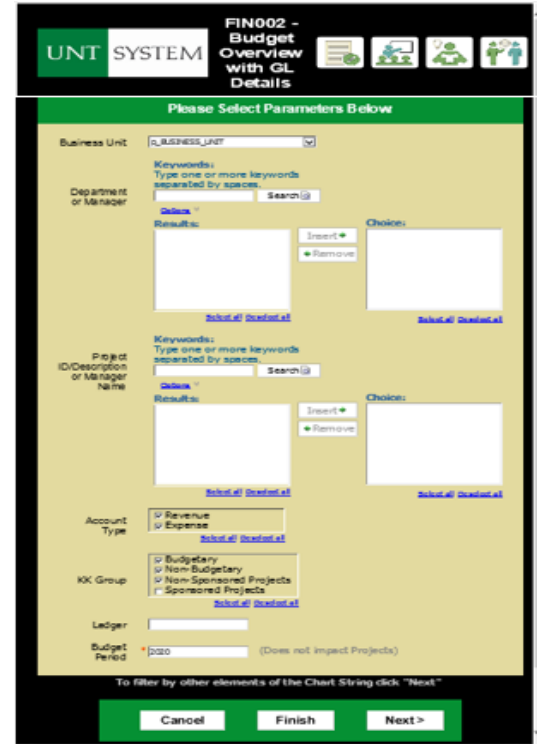 UNT SYSTEM
FIN002 -
Budget
Overview
with GL
Details
Please Select Parameters Below
Business Unit
p_BUSINESS_UNIT
Keywords:
Type one or more keywords
separated by spaces.
Department
or Manager
Search
Options
Results:
Choice:
Insert
Remove
Select all Deselect all
Select all Deselect all
Keywords:
Type one or more keywords
separated by spaces.
Project
ID/Description
or Manager
Name
Search
Options
Results:
Choice:
Insert
Remove
Select all Deselect all
Select all Deselect all
Account
Type
Revenue
Expense
Select all Deselect all
KK Group
Budgetary
Non-Budgetary
Non-Sponsored Projects
Sponsored Projects
Select all Deselect all
Ledger
Budget
Period
* 2020
(Does not impact Projects)
To filter by other elements of the Chart String click "Next"
Cancel
Finish
Next >